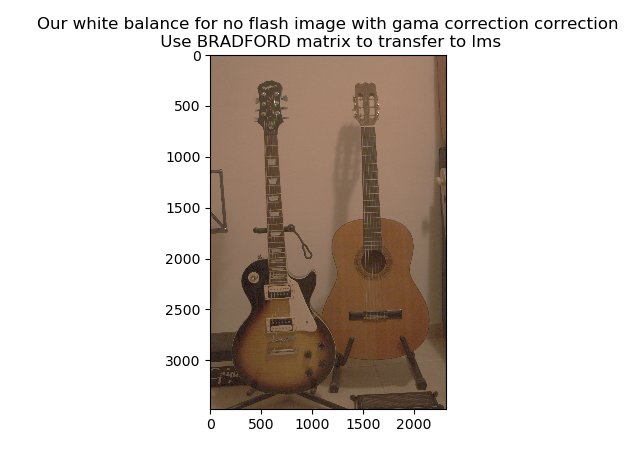 Our white balance for no flash image with gama correction correction
Use BRADFORD matrix to transfer to lms
0
500
1000
1500
2000
2500
3000
0 500 1000 1500 2000